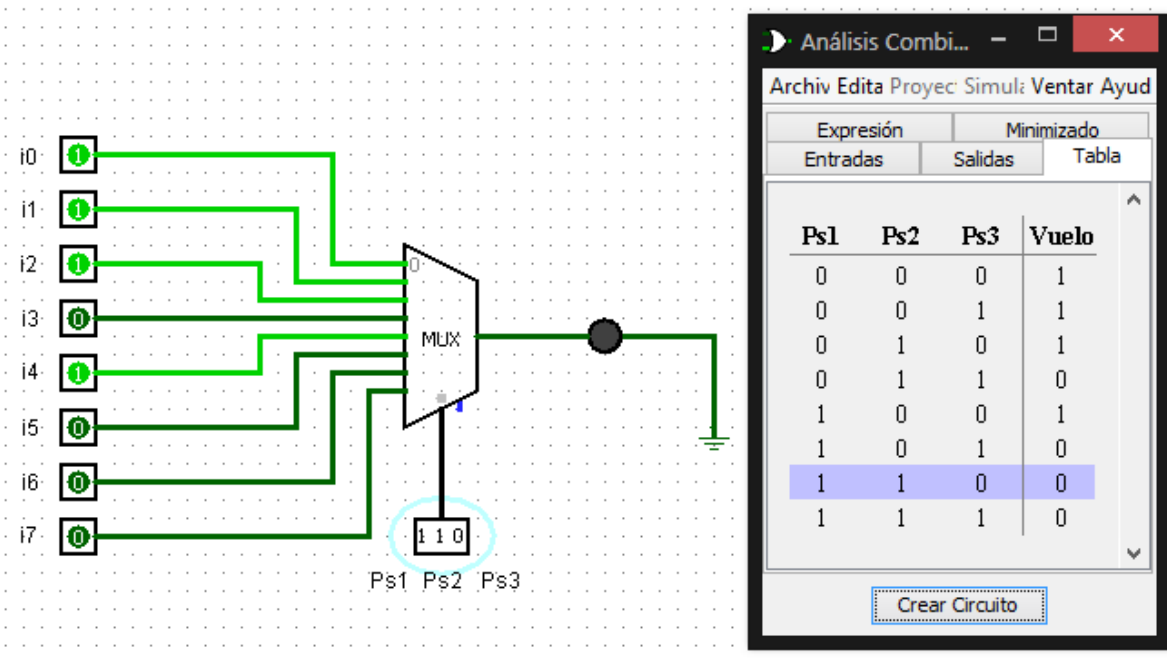 i0 1
i1 1
i2 1
i3 0
i4 1
i5 0
i6 0
i7 0
0
MUX
1 1 0
Ps1 Ps2 Ps3
Análisis Combi...
Archiv Edita Proyec Simula Ventar Ayud
Expresión Minimizado
Entradas Salidas Tabla
Ps1 Ps2 Ps3 Vuelo
0 0 0 1
0 0 1 1
0 1 0 1
0 1 1 0
1 0 0 1
1 0 1 0
1 1 0 0
1 1 1 0
Crear Circuito